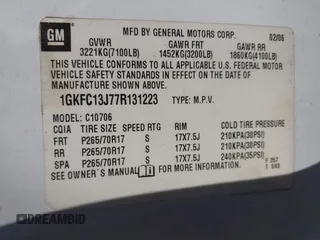 GM
MFD BY GENERAL MOTORS CORP. 02/06
GVWR GAWR FRT GAWR RR
3221KG(7100LB) 1452KG(3200LB) 1860KG(4100LB)
THIS VEHICLE CONFORMS TO ALL APPLICABLE U.S. FEDERAL MOTOR
VEHICLE SAFETY STANDARDS IN EFFECT ON THE DATE OF
MANUFACTURE SHOWN ABOVE.
1GKFC13J77R131223 TYPE: M.P.V.
MODEL: C10706
CQIA TIRE SIZE SPEED RTG RIM COLD TIRE PRESSURE
FRT P265/70R17 S 17X7.5J 210KPA(30PSI)
RR P265/70R17 S 17X7.5J 210KPA(30PSI)
SPA P265/70R17 S 17X7.5J 240KPA(35PSI)
SEE OWNER'S MANUAL FOR MORE INFORMATION.
DREAMBID